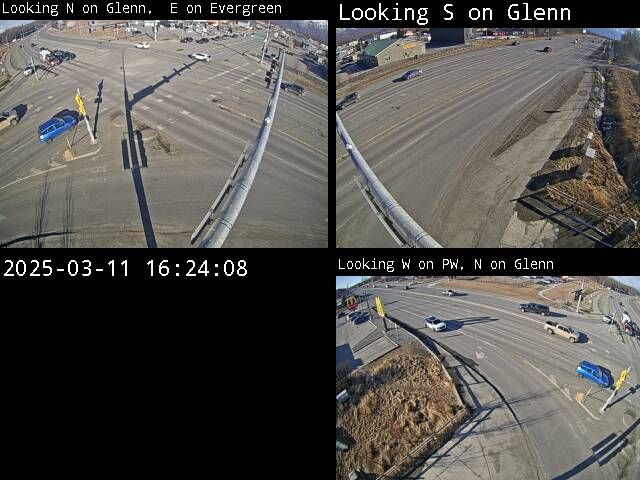 Looking N on Glenn,  E on Evergreen
Looking S on Glenn
2025-03-11 16:24:08
Looking W on PW, N on Glenn